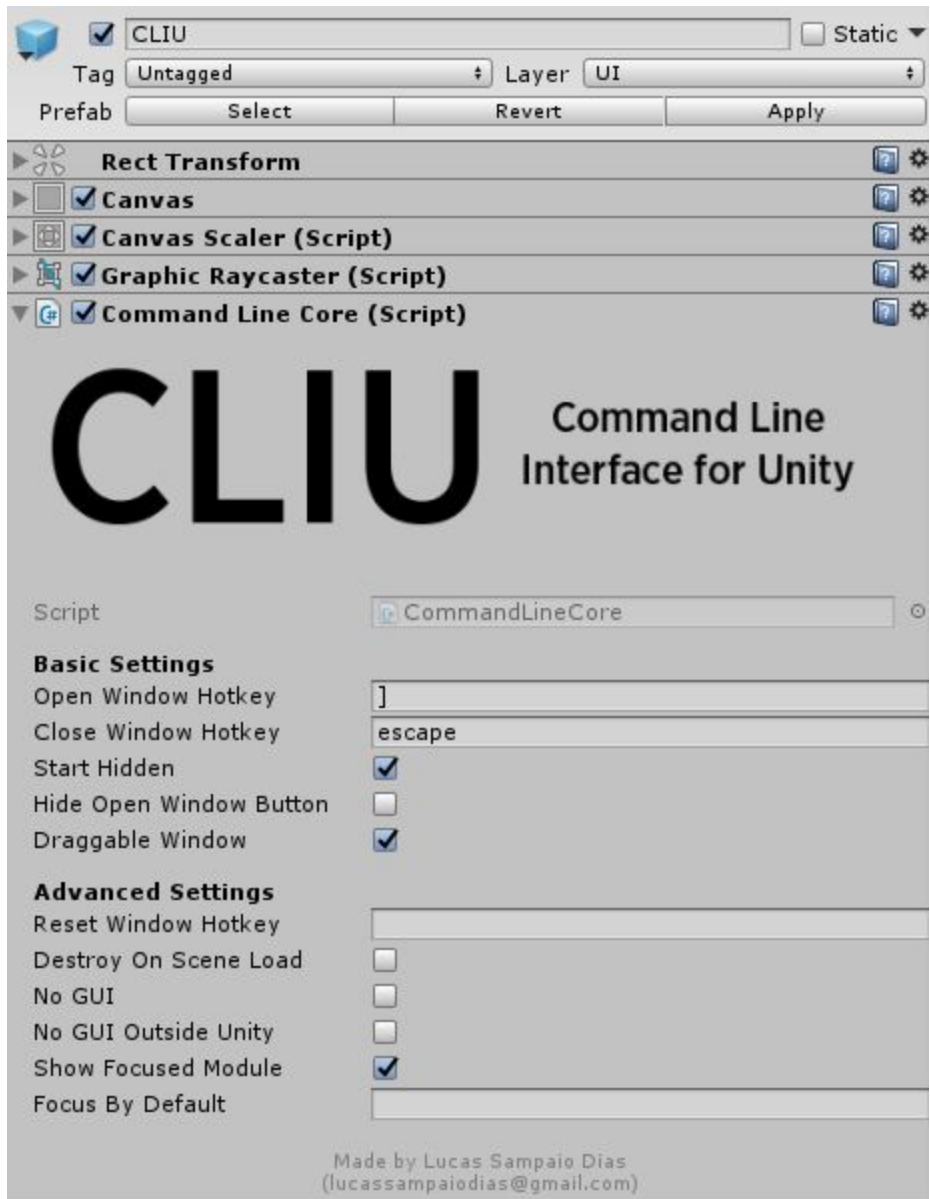 CLIU Static
Tag Untagged Layer UI
Prefab Select Revert Apply
Rect Transform
Canvas
Canvas Scaler (Script)
Graphic Raycaster (Script)
Command Line Core (Script)
CLIU
Command Line
Interface for Unity
Script CommandLineCore
Basic Settings
Open Window Hotkey ]
Close Window Hotkey escape
Start Hidden
Hide Open Window Button
Draggable Window
Advanced Settings
Reset Window Hotkey
Destroy On Scene Load
No GUI
No GUI Outside Unity
Show Focused Module
Focus By Default
Made by Lucas Sampaio Dias
(lucassampaiodias@gmail.com)